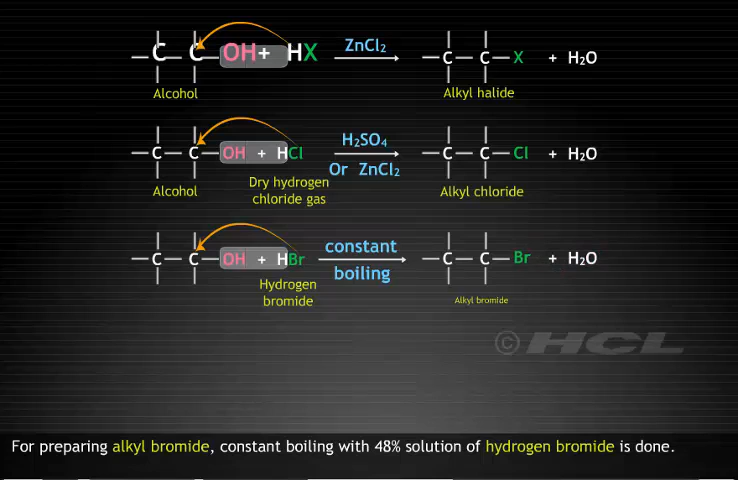 —C—C—OH + HX ZnCl₂ —C—C—X + H₂O
Alcohol Alkyl halide
—C—C—OH + HCl H₂SO₄ Or ZnCl₂ —C—C—Cl + H₂O
Alcohol Dry hydrogen chloride gas Alkyl chloride
—C—C—OH + HBr constant boiling —C—C—Br + H₂O
Hydrogen bromide Alkyl bromide
© HCL
For preparing alkyl bromide, constant boiling with 48% solution of hydrogen bromide is done.